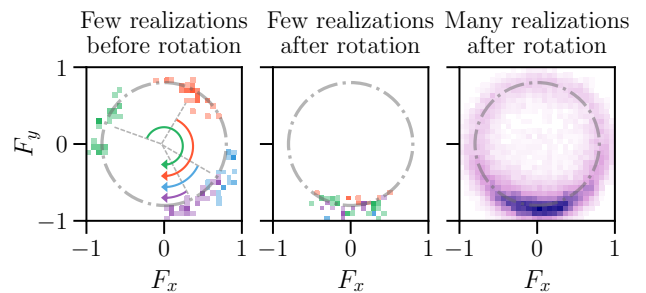 Few realizations before rotation
Few realizations after rotation
Many realizations after rotation
1
0
−1
F_y
−1 0 1
−1 0 1
−1 0 1
F_x
F_x
F_x